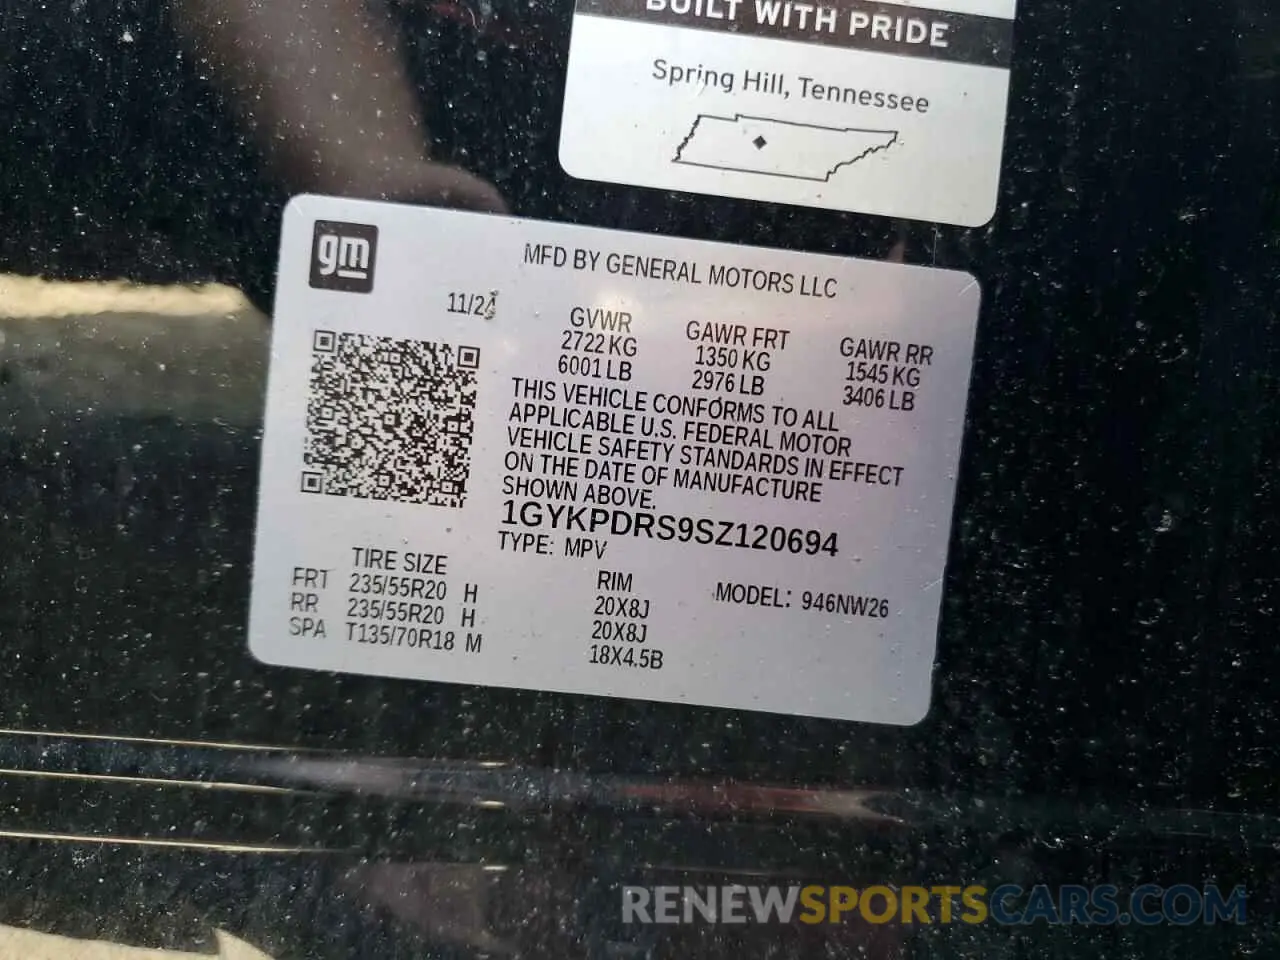 BUILT WITH PRIDE
Spring Hill, Tennessee
gm
MFD BY GENERAL MOTORS LLC
11/24
GVWR GAWR FRT GAWR RR
2722 KG 1350 KG 1545 KG
6001 LB 2976 LB 3406 LB
THIS VEHICLE CONFORMS TO ALL
APPLICABLE U.S. FEDERAL MOTOR
VEHICLE SAFETY STANDARDS IN EFFECT
ON THE DATE OF MANUFACTURE
SHOWN ABOVE.
1GYKPDRS9SZ120694
TYPE: MPV
TIRE SIZE RIM MODEL: 946NW26
FRT 235/55R20 H 20X8J
RR 235/55R20 H 20X8J
SPA T135/70R18 M 18X4.5B
RENEWSPORTSCARS.COM